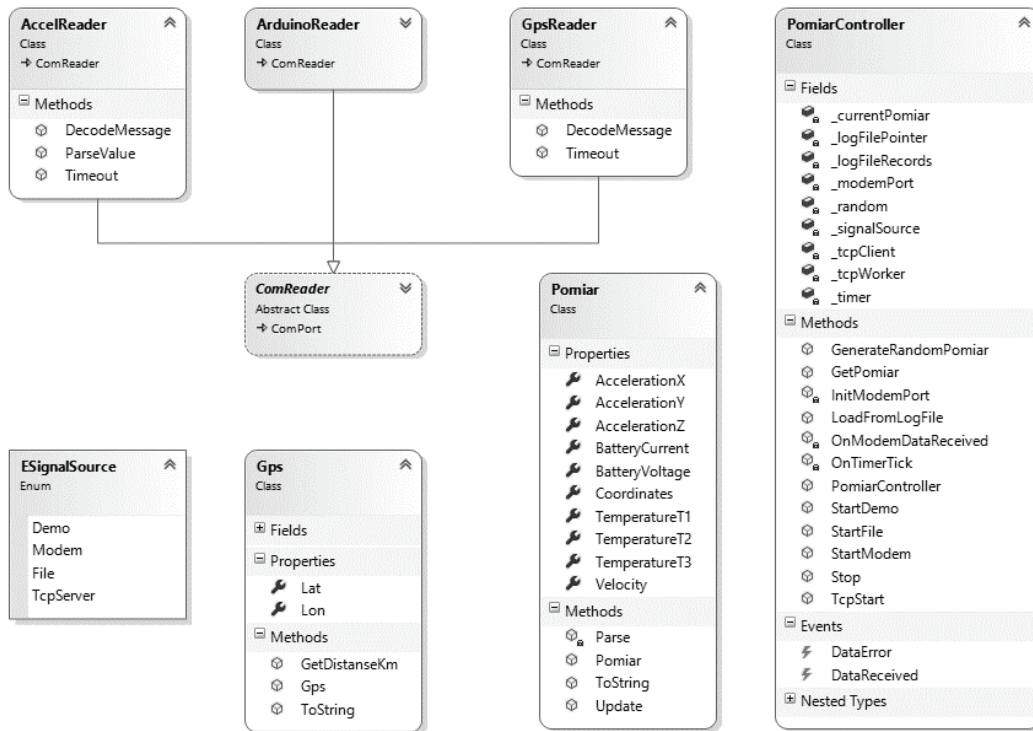 AccelReader
Class
ComReader
Methods
DecodeMessage
ParseValue
Timeout
ArduinoReader
Class
ComReader
GpsReader
Class
ComReader
Methods
DecodeMessage
Timeout
PomiarController
Class
Fields
_currentPomiar
_logFilePointer
_logFileRecords
_modemPort
_random
_signalSource
_tcpClient
_tcpWorker
_timer
Methods
GenerateRandomPomiar
GetPomiar
InitModemPort
LoadFromLogFile
OnModemDataReceived
OnTimerTick
PomiarController
StartDemo
StartFile
StartModem
Stop
TcpStart
Events
DataError
DataReceived
Nested Types
ComReader
Abstract Class
ComPort
Pomiar
Class
Properties
AccelerationX
AccelerationY
AccelerationZ
BatteryCurrent
BatteryVoltage
Coordinates
TemperatureT1
TemperatureT2
TemperatureT3
Velocity
Methods
Parse
Pomiar
ToString
Update
ESignalSource
Enum
Demo
Modem
File
TcpServer
Gps
Class
Fields
Properties
Lat
Lon
Methods
GetDistanseKm
Gps
ToString